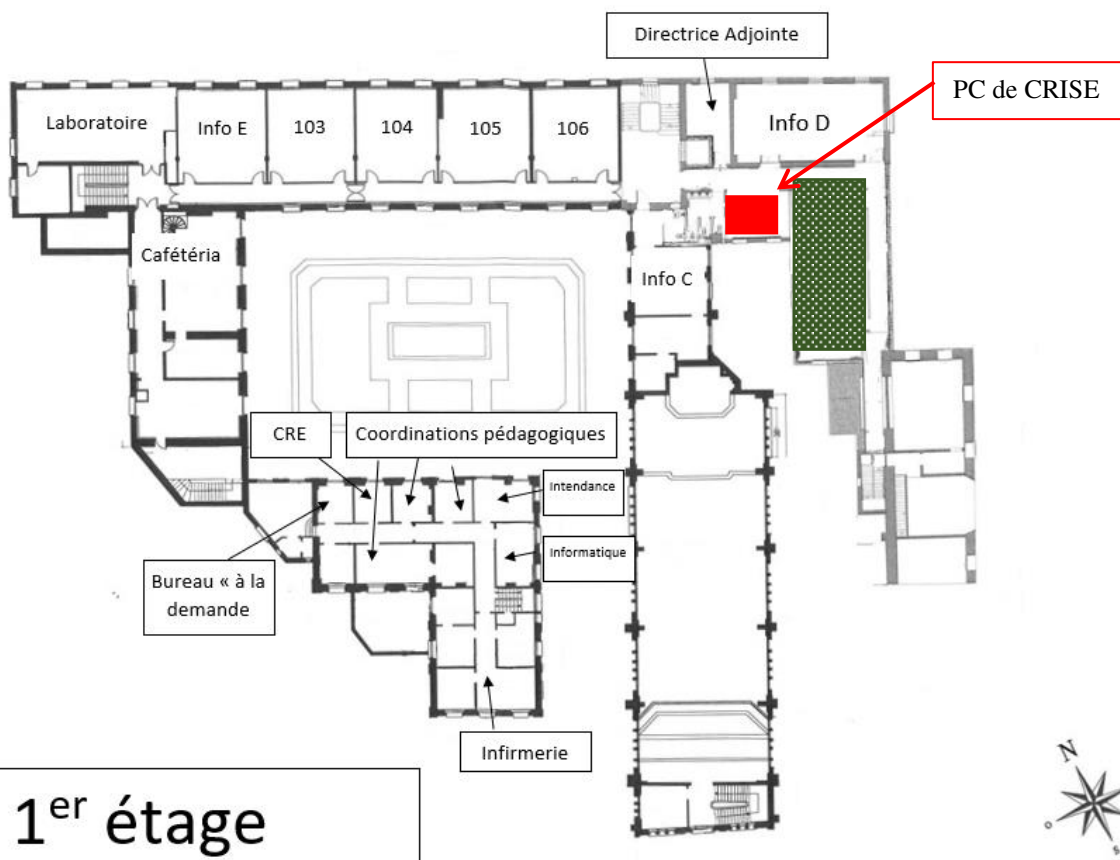 Directrice Adjointe
PC de CRISE
Laboratoire
Info E
103
104
105
106
Info D
Cafétéria
Info C
CRE
Coordinations pédagogiques
Intendance
Informatique
Bureau « à la
demande
Infirmerie
N
1er étage